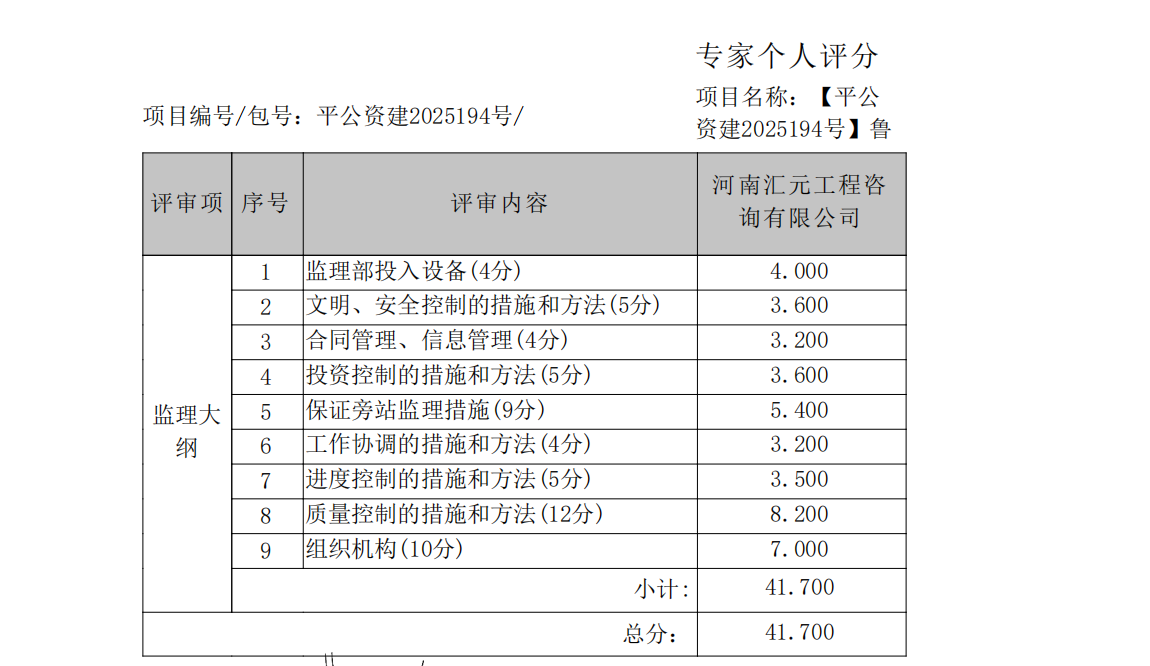 专家个人评分
项目编号/包号：平公资建2025194号/
项目名称：【平公
资建2025194号】鲁
评审项 序号 评审内容 河南汇元工程咨
询有限公司
监理大
纲
1 监理部投入设备(4分) 4.000
2 文明、安全控制的措施和方法(5分) 3.600
3 合同管理、信息管理(4分) 3.200
4 投资控制的措施和方法(5分) 3.600
5 保证旁站监理措施(9分) 5.400
6 工作协调的措施和方法(4分) 3.200
7 进度控制的措施和方法(5分) 3.500
8 质量控制的措施和方法(12分) 8.200
9 组织机构(10分) 7.000
小计: 41.700
总分： 41.700